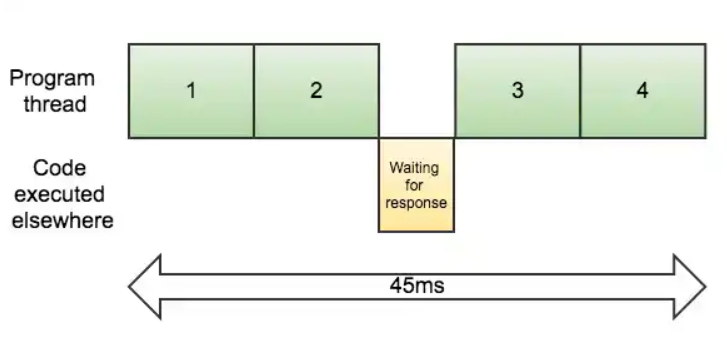 Program
thread
1
2
3
4
Code
executed
elsewhere
Waiting
for
response
45ms